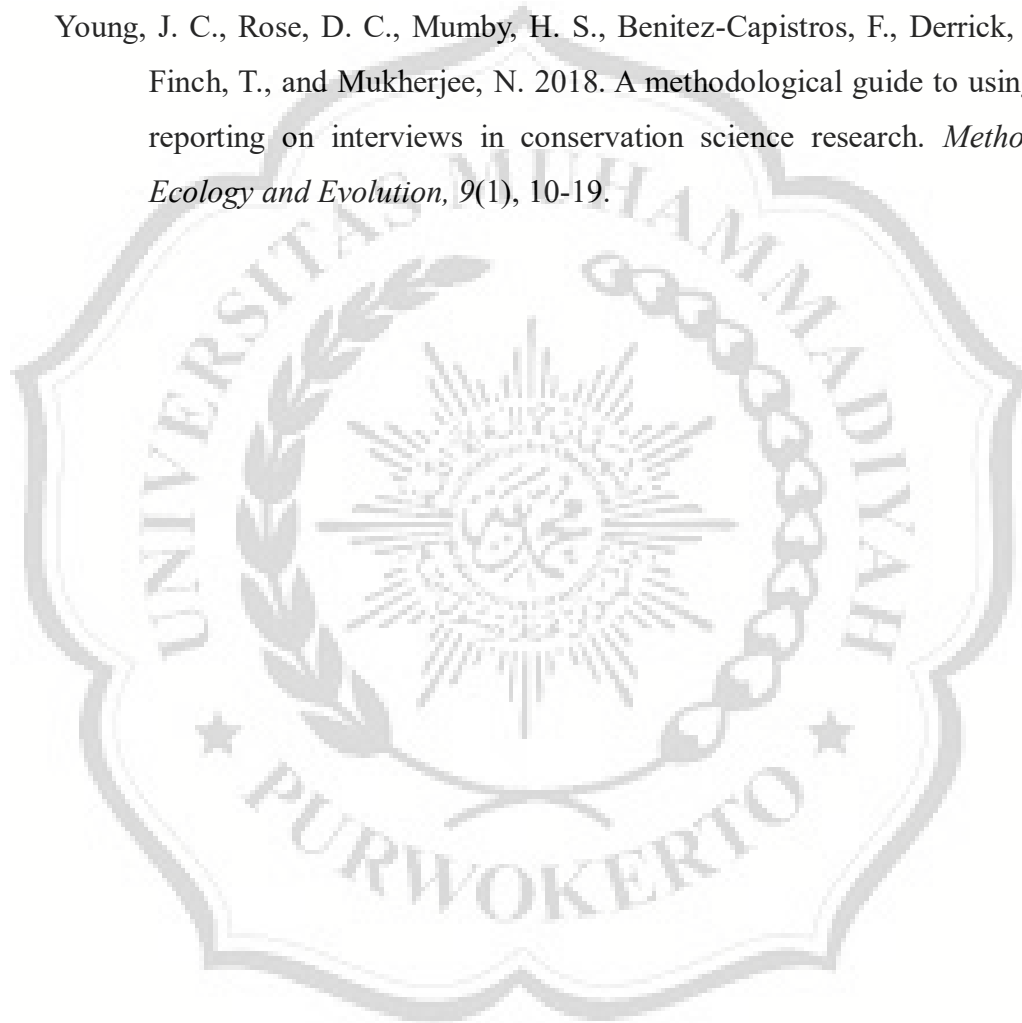 Young, J. C., Rose, D. C., Mumby, H. S., Benitez-Capistros, F., Derrick,
Finch, T., and Mukherjee, N. 2018. A methodological guide to using
reporting on interviews in conservation science research. Metho
Ecology and Evolution, 9(1), 10-19.
UNIVERSITAS MUHAMMADIYAH
PURWOKERTO